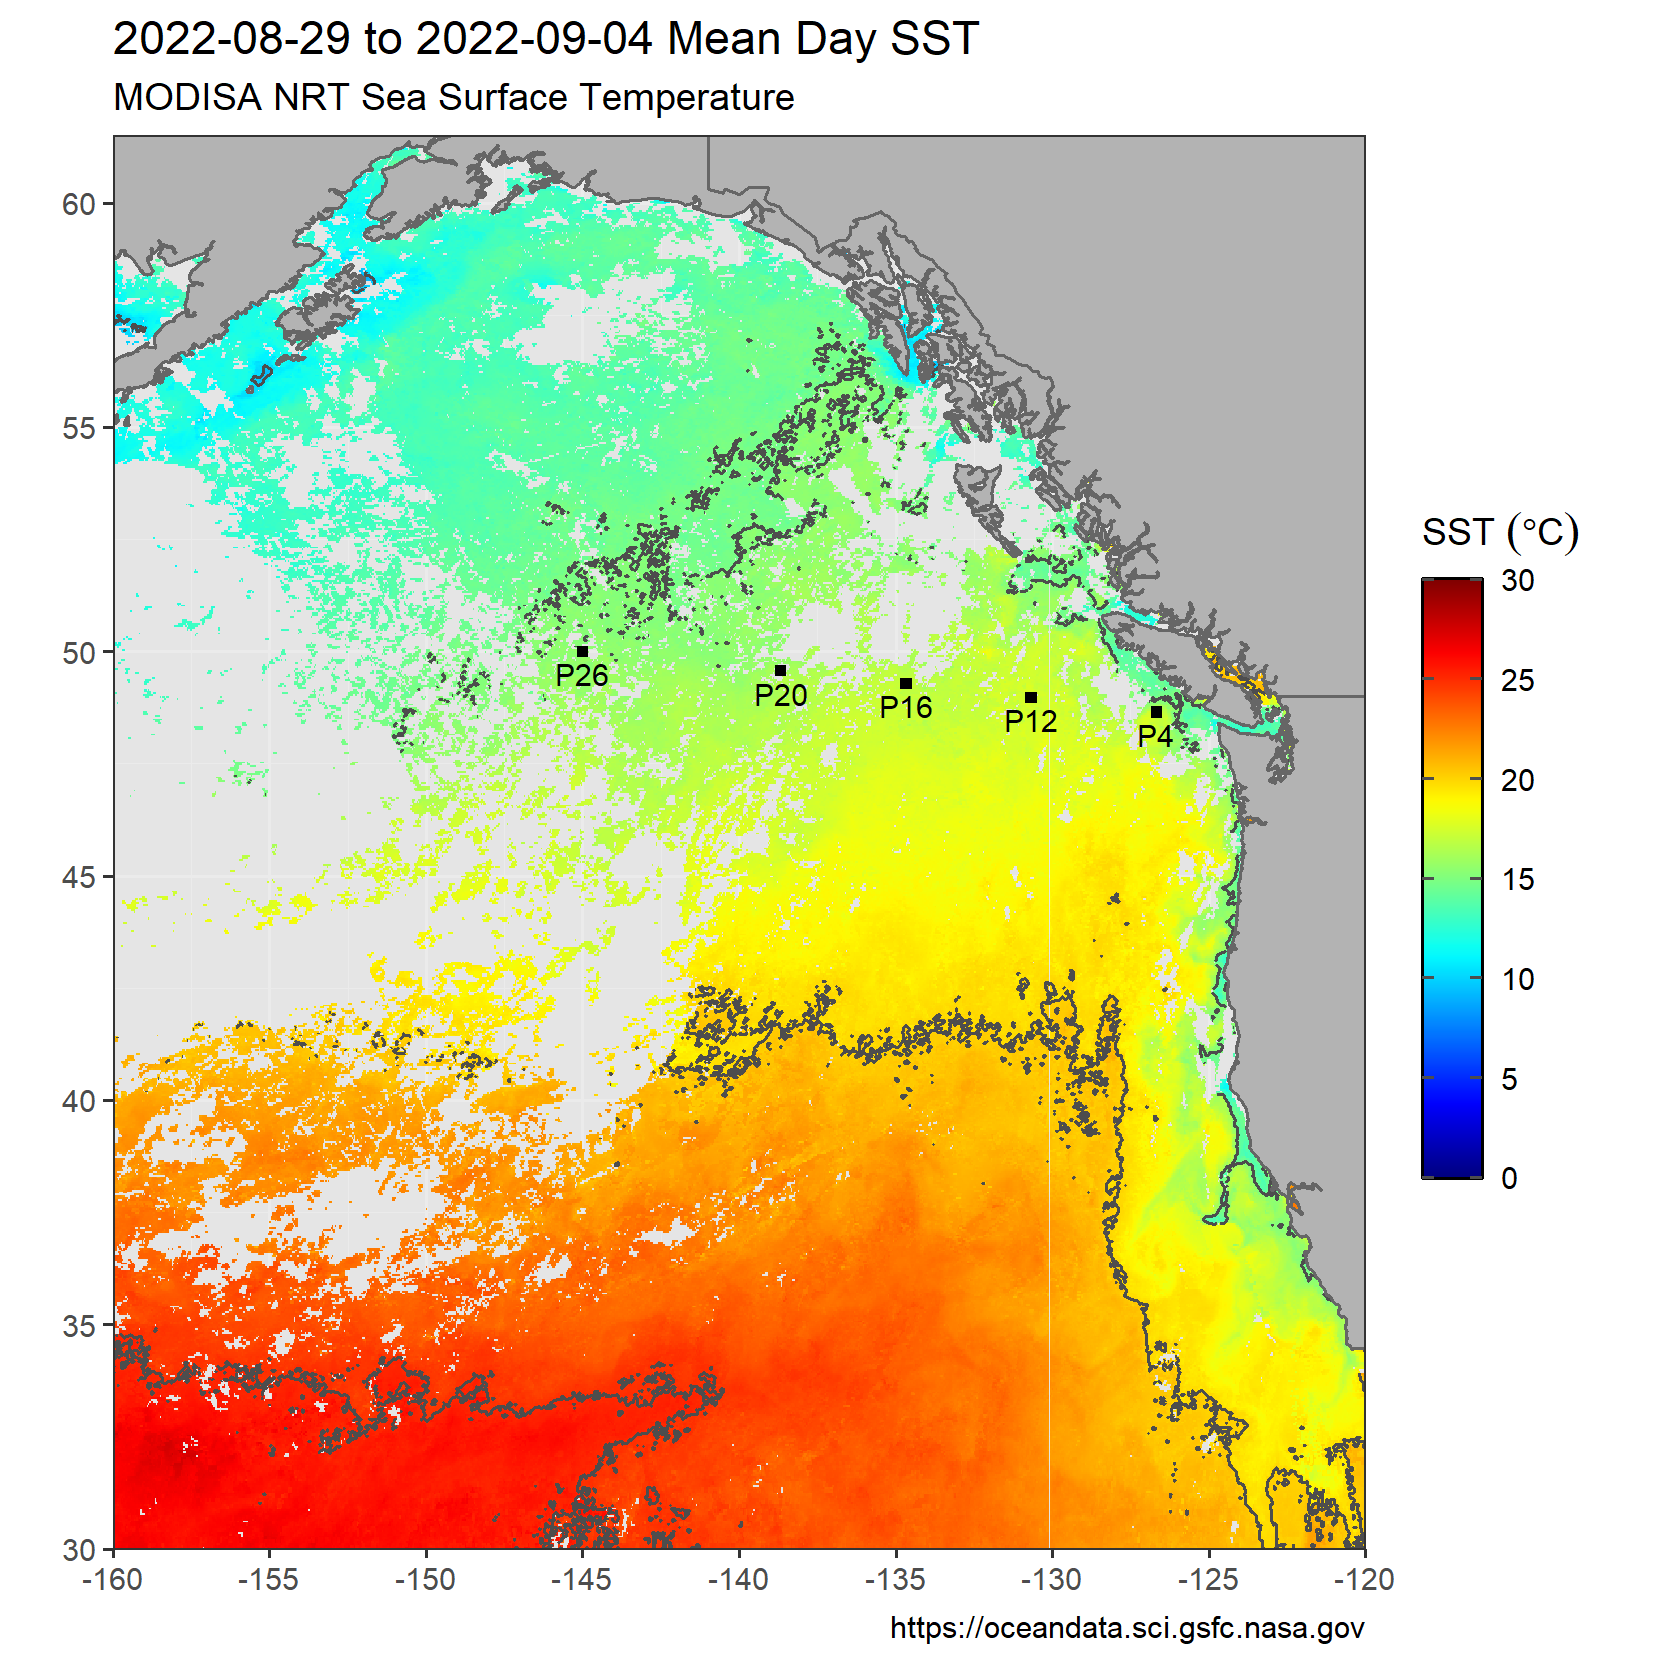 2022-08-29 to 2022-09-04 Mean Day SST
MODISA NRT Sea Surface Temperature
60
55
50
45
40
35
30
P26
P20
P16
P12
P4
-160
-155
-150
-145
-140
-135
-130
-125
-120
SST (°C)
30
25
20
15
10
5
0
https://oceandata.sci.gsfc.nasa.gov